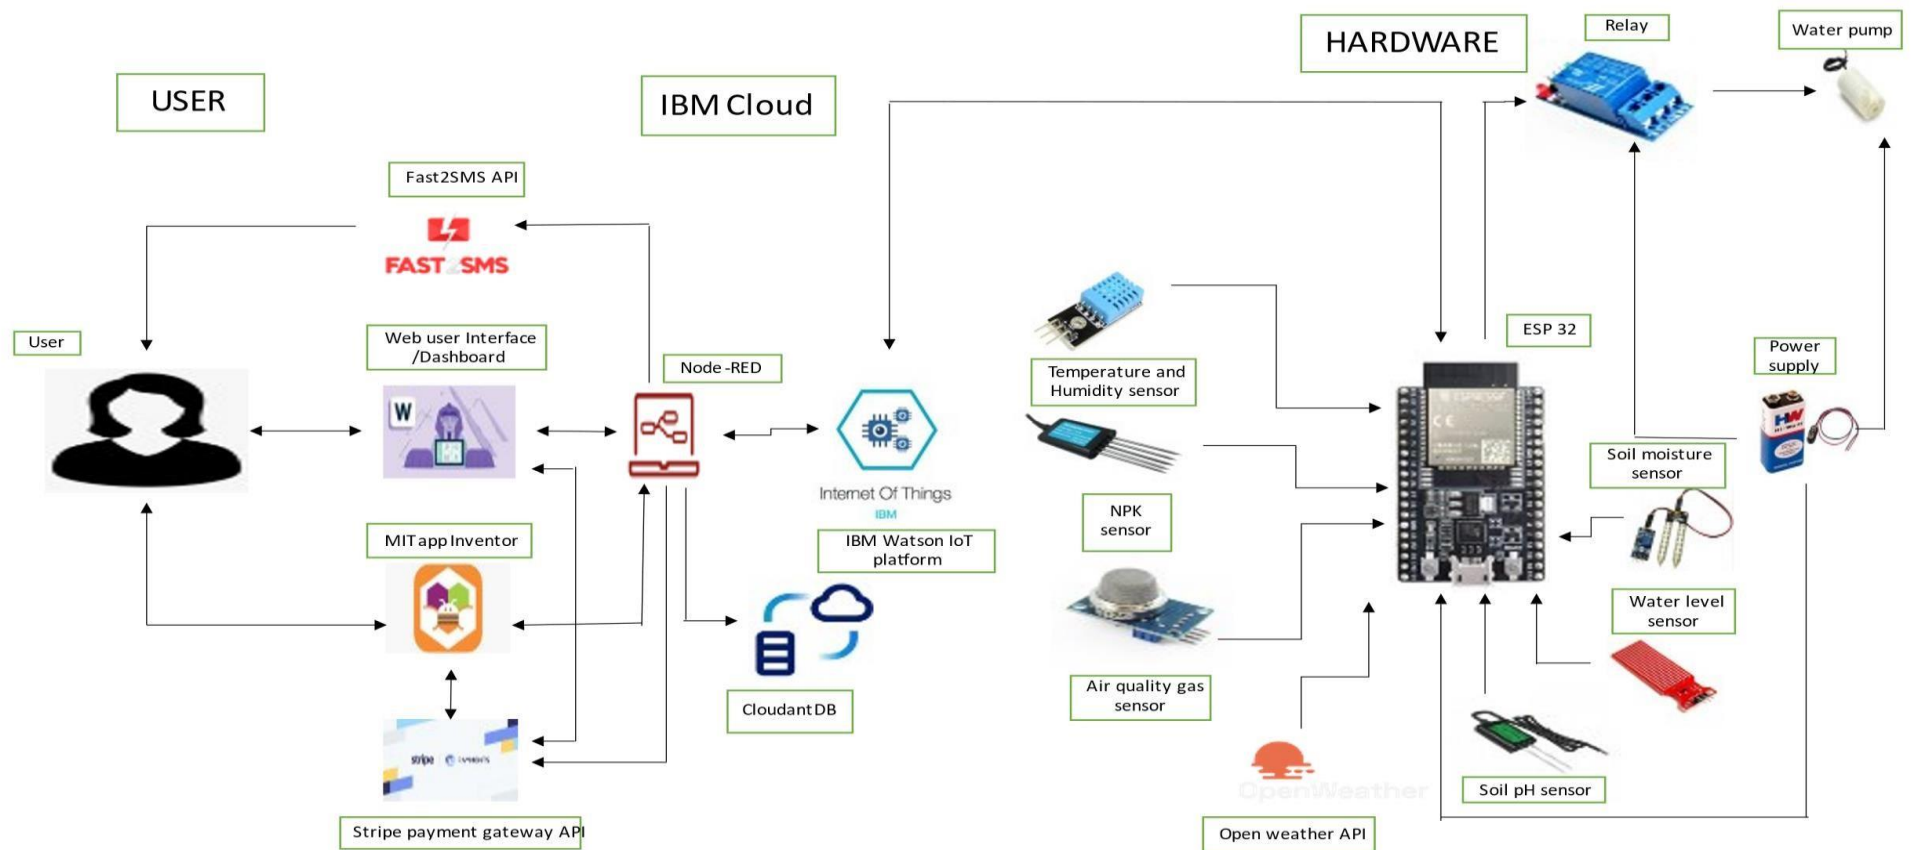 USER
IBM Cloud
HARDWARE
Relay
Water pump
Fast2SMS API
FAST2SMS
User
Web user Interface
/Dashboard
W
Node-RED
Internet Of Things
IBM
IBM Watson IoT
platform
MIT app Inventor
CloudantDB
stripe
Stripe payment gateway API
Temperature and
Humidity sensor
NPK
sensor
Air quality gas
sensor
OpenWeather
Open weather API
ESP 32
CE
Power
supply
HW
Soil moisture
sensor
Water level
sensor
Soil pH sensor